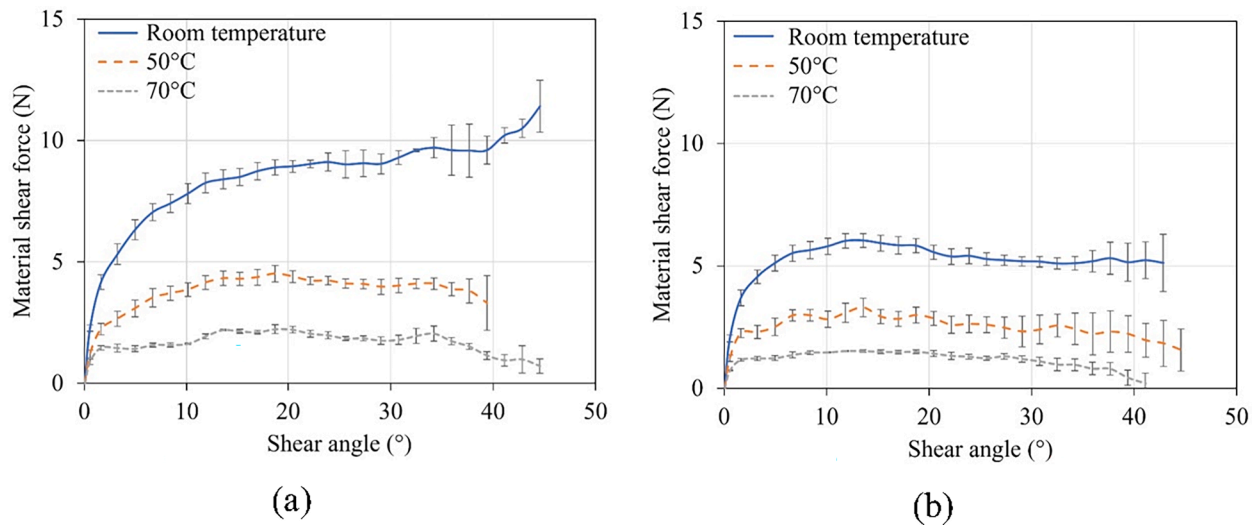 15
Room temperature
50°C
70°C
10
5
0
0 10 20 30 40 50
Material shear force (N)
Shear angle (°)
(a)
15
Room temperature
50°C
70°C
10
5
0
0 10 20 30 40 50
Material shear force (N)
Shear angle (°)
(b)